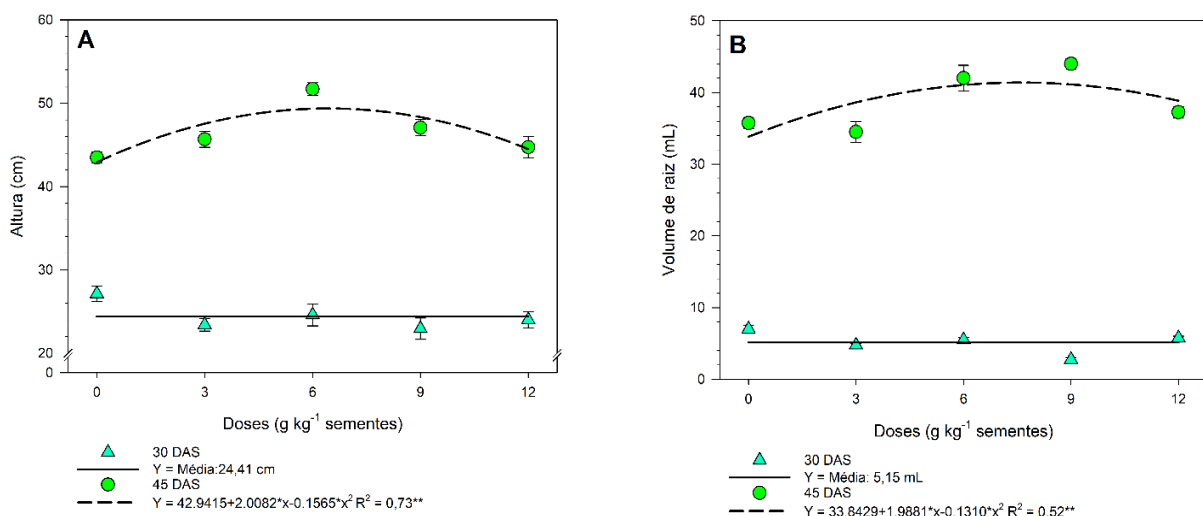 A
Altura (cm)
60
50
40
30
20
0
0 3 6 9 12
Doses (g kg-1 sementes)
30 DAS
Y = Média:24,41 cm
45 DAS
Y = 42.9415+2.0082*x-0.1565*x2 R2 = 0,73**
B
Volume de raiz (mL)
50
40
30
20
10
0
0 3 6 9 12
Doses (g kg-1 sementes)
30 DAS
Y = Média: 5,15 mL
45 DAS
Y = 33.8429+1.9881*x-0.1310*x2 R2 = 0.52**